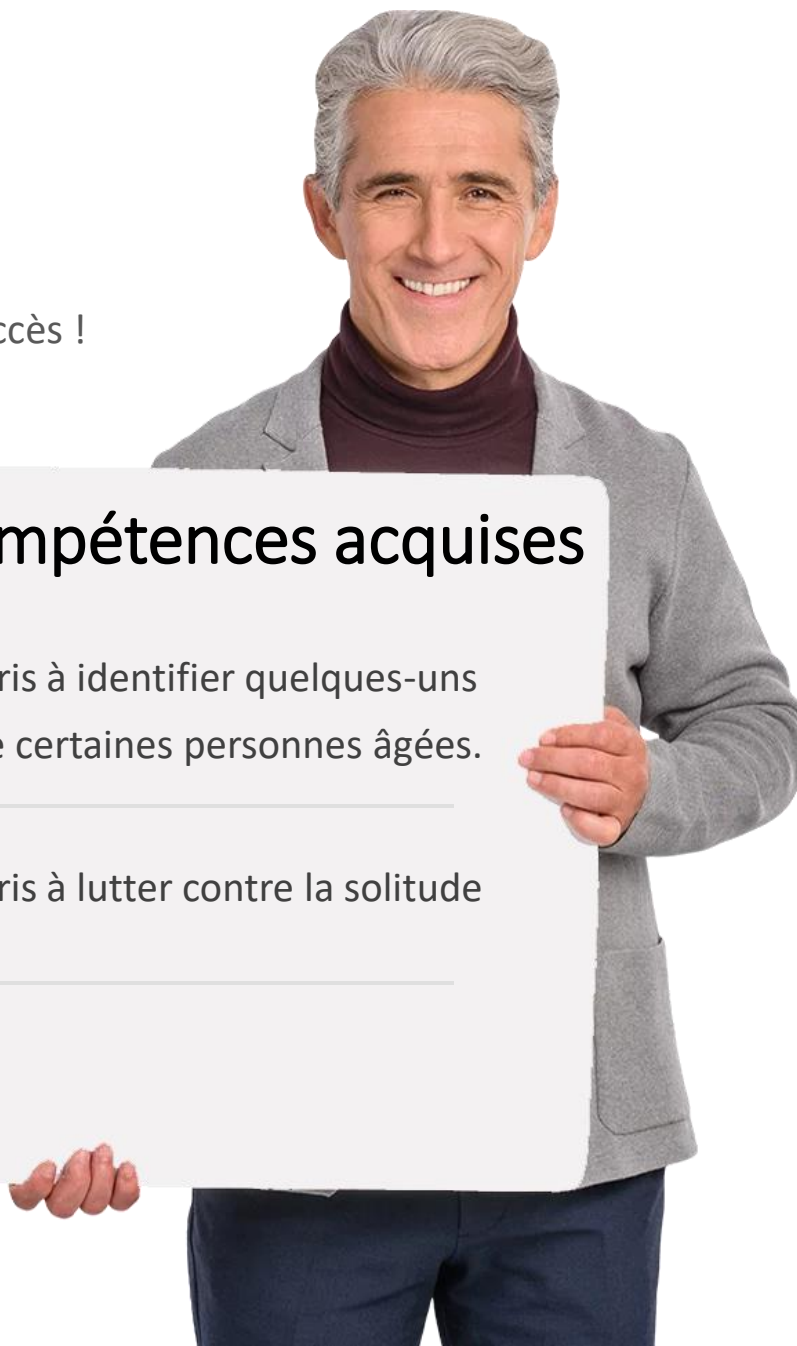 ccès !
mpétences acquises
ris à identifier quelques-uns
e certaines personnes âgées.
ris à lutter contre la solitude